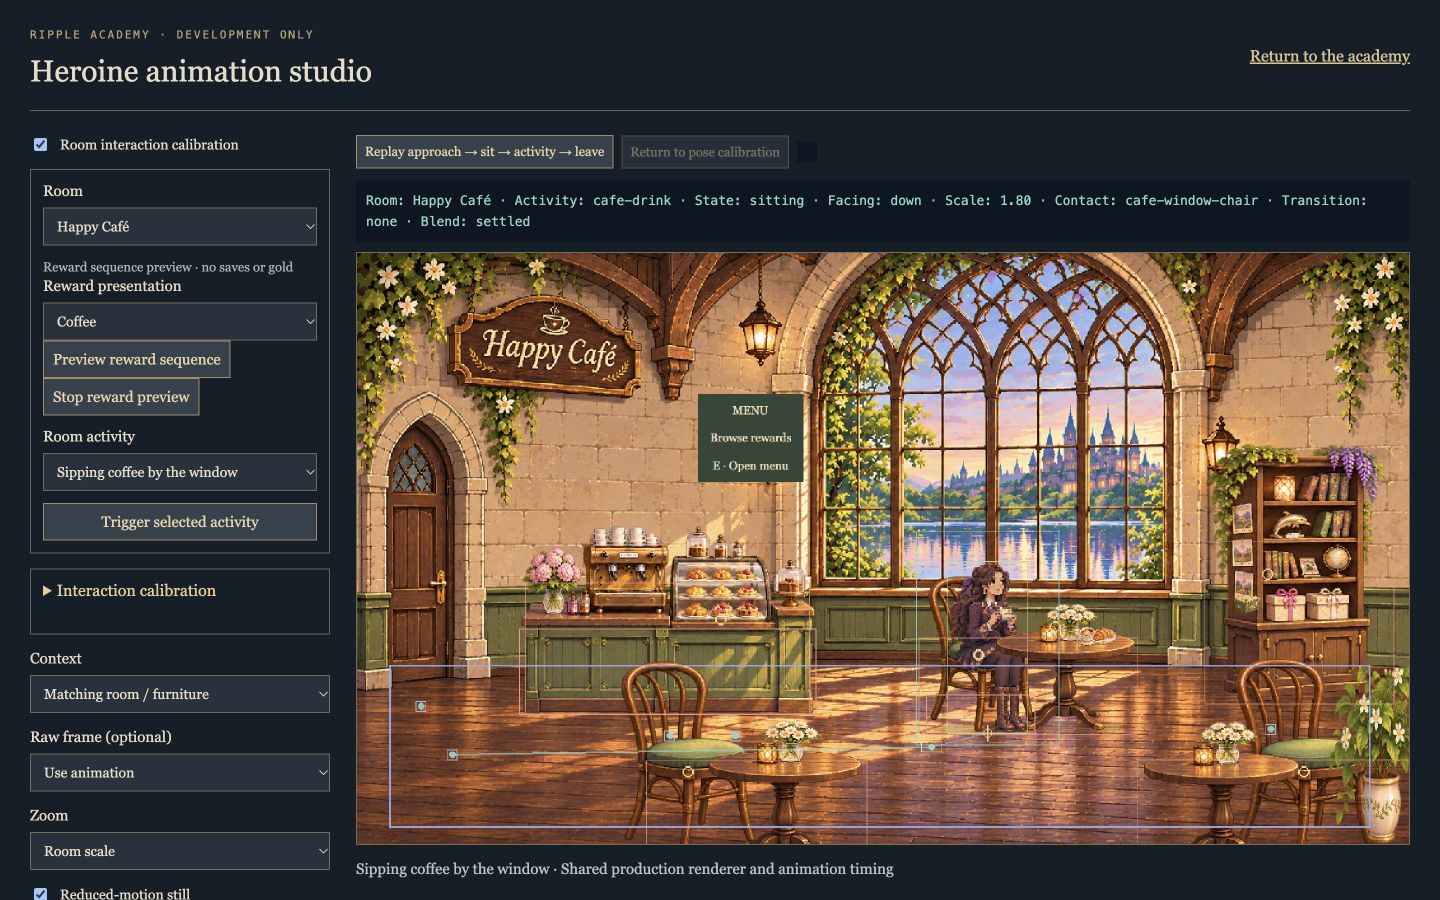 RIPPLE ACADEMY · DEVELOPMENT ONLY
Heroine animation studio
Return to the academy
Room interaction calibration
Room
Happy Café
Reward sequence preview · no saves or gold
Reward presentation
Coffee
Preview reward sequence
Stop reward preview
Room activity
Sipping coffee by the window
Trigger selected activity
▶ Interaction calibration
Context
Matching room / furniture
Raw frame (optional)
Use animation
Zoom
Room scale
Reduced-motion still
Replay approach → sit → activity → leave
Return to pose calibration
Room: Happy Café · Activity: cafe-drink · State: sitting · Facing: down · Scale: 1.80 · Contact: cafe-window-chair · Transition:
none · Blend: settled
Happy Café
MENU
Browse rewards
E · Open menu
Sipping coffee by the window · Shared production renderer and animation timing